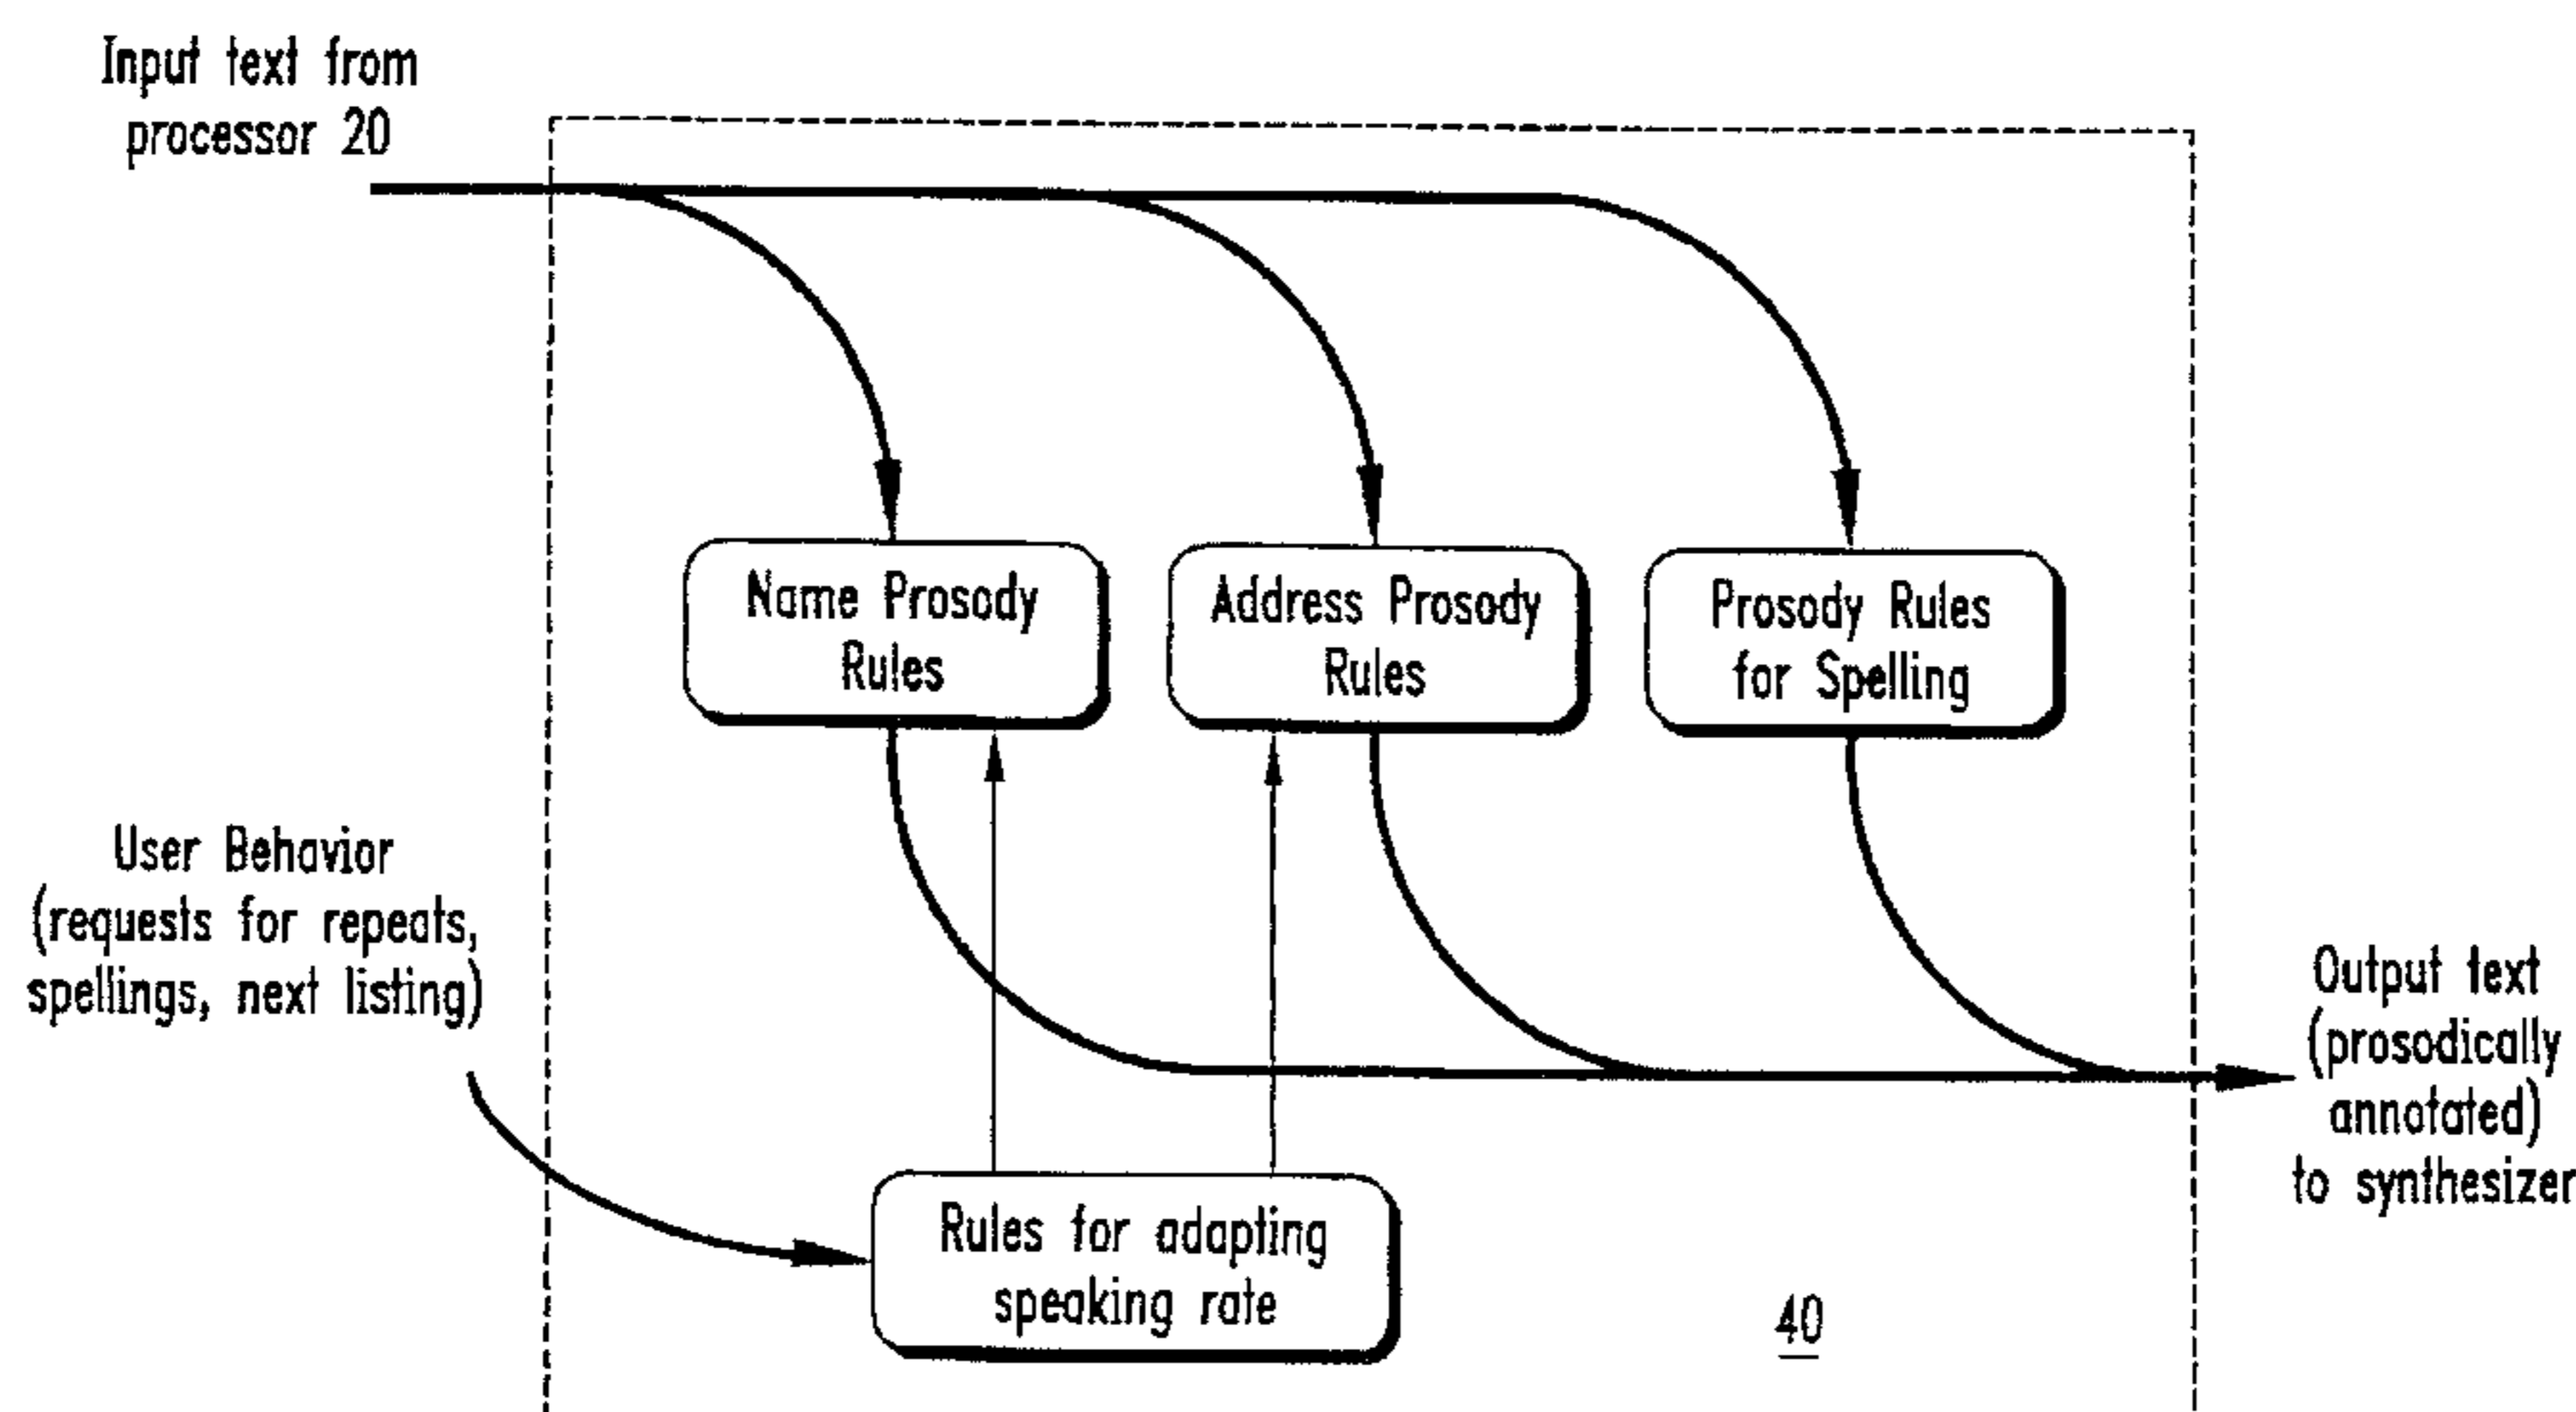 Input text from
processor 20
Name Prosody
Rules
Address Prosody
Rules
Prosody Rules
for Spelling
User Behavior
(requests for repeats,
spellings, next listing)
Output text
(prosodically
annotated)
to synthesizer
Rules for adapting
speaking rate
40